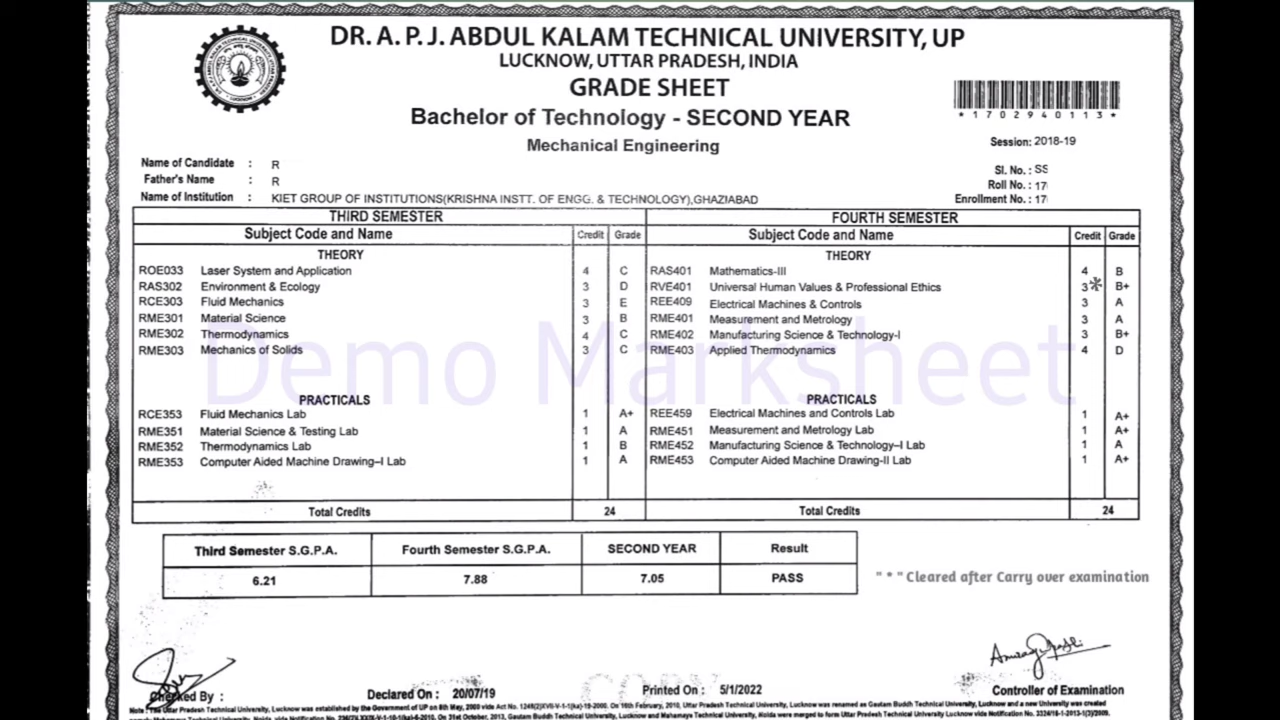 DR. A. P. J. ABDUL KALAM TECHNICAL UNIVERSITY, UP
LUCKNOW, UTTAR PRADESH, INDIA
GRADE SHEET
Bachelor of Technology - SECOND YEAR
Mechanical Engineering
*1702940113*
Session: 2018-19
Name of Candidate : R
Father's Name : R
Name of Institution : KIET GROUP OF INSTITUTIONS(KRISHNA INSTT. OF ENGG. & TECHNOLOGY),GHAZIABAD
Sl. No. : SS
Roll No. : 17
Enrollment No. : 17
THIRD SEMESTER
Subject Code and Name Credit Grade
THEORY
ROE033 Laser System and Application 4 C
RAS302 Environment & Ecology 3 D
RCE303 Fluid Mechanics 3 E
RME301 Material Science 3 B
RME302 Thermodynamics 4 C
RME303 Mechanics of Solids 3 C
PRACTICALS
RCE353 Fluid Mechanics Lab 1 A+
RME351 Material Science & Testing Lab 1 A
RME352 Thermodynamics Lab 1 B
RME353 Computer Aided Machine Drawing–I Lab 1 A
Total Credits 24
FOURTH SEMESTER
Subject Code and Name Credit Grade
THEORY
RAS401 Mathematics-III 4 B
RVE401 Universal Human Values & Professional Ethics 3* B+
REE409 Electrical Machines & Controls 3 A
RME401 Measurement and Metrology 3 A
RME402 Manufacturing Science & Technology-I 3 B+
RME403 Applied Thermodynamics 4 D
PRACTICALS
REE459 Electrical Machines and Controls Lab 1 A+
RME451 Measurement and Metrology Lab 1 A+
RME452 Manufacturing Science & Technology–I Lab 1 A
RME453 Computer Aided Machine Drawing-II Lab 1 A+
Total Credits 24
Demo Marksheet
Third Semester S.G.P.A. Fourth Semester S.G.P.A. SECOND YEAR Result
6.21 7.88 7.05 PASS
" * " Cleared after Carry over examination
Checked By :
Declared On : 20/07/19
COPY
Printed On : 5/1/2022
Controller of Examination